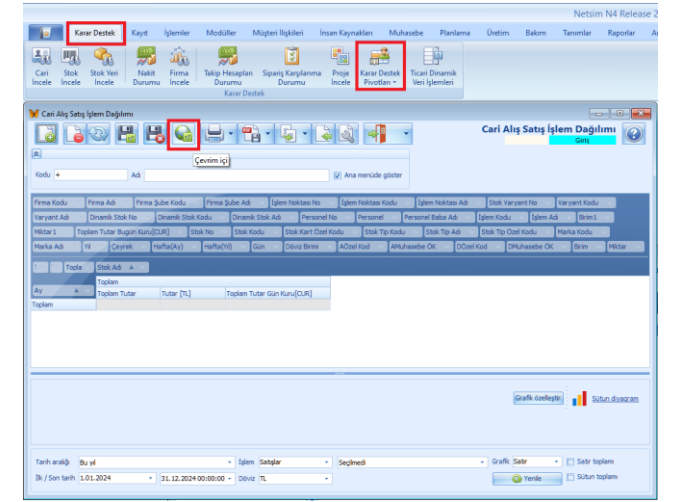 Netsim N4 Release 2
Karar Destek Kayıt İşlemler Modüller Müşteri İlişkileri İnsan Kaynakları Muhasebe Planlama Üretim Bakım Tanımlar Raporlar
Cari İncele Stok İncele Stok Yeri İncele Nakit Durumu Firma İncele Takip Hesapları Durumu Sipariş Karşılanma Durumu Proje İncele Karar Destek Pivotları Ticari Dinamik Veri İşlemleri
Karar Destek
Cari Alış Satış İşlem Dağılımı
Cari Alış Satış İşlem Dağılımı
Giriş
Çevrim içi
Kodu + Adı Ana menüde göster
Firma Kodu Firma Adı Firma Şube Kodu Firma Şube Adı İşlem Noktası No İşlem Noktası Kodu İşlem Noktası Adı Stok Varyant No Varyant Kodu
Varyant Adı Dinamik Stok No Dinamik Stok Kodu Dinamik Stok Adı Personel No Personel Personel Baba Adı İşlem Kodu İşlem Adı Birim1
Miktar1 Toplam Tutar Bugün Kuru[CUR] Stok No Stok Kodu Stok Kart Özel Kodu Stok Tip Kodu Stok Tip Adı Stok Tip Özel Kodu Marka Kodu
Marka Adı Yıl Çeyrek Hafta(Ay) Hafta(Yıl) Gün Döviz Birimi AÖzel Kod AMuhasebe ÖK DÖzel Kod DMuhasebe ÖK Birim Miktar
Topla Stok Adı
Toplam
Ay Toplam Tutar Tutar [TL] Toplam Tutar Gün Kuru[CUR]
Toplam
Grafik özelleştir. Sütun diyagram
Tarih aralığı Bu yıl İşlem Satışlar Seçilmedi Grafik Satır Satır toplamı
İlk / Son tarih 1.01.2024 31.12.2024 00:00:00 Döviz TL Yenile Sütun toplamı